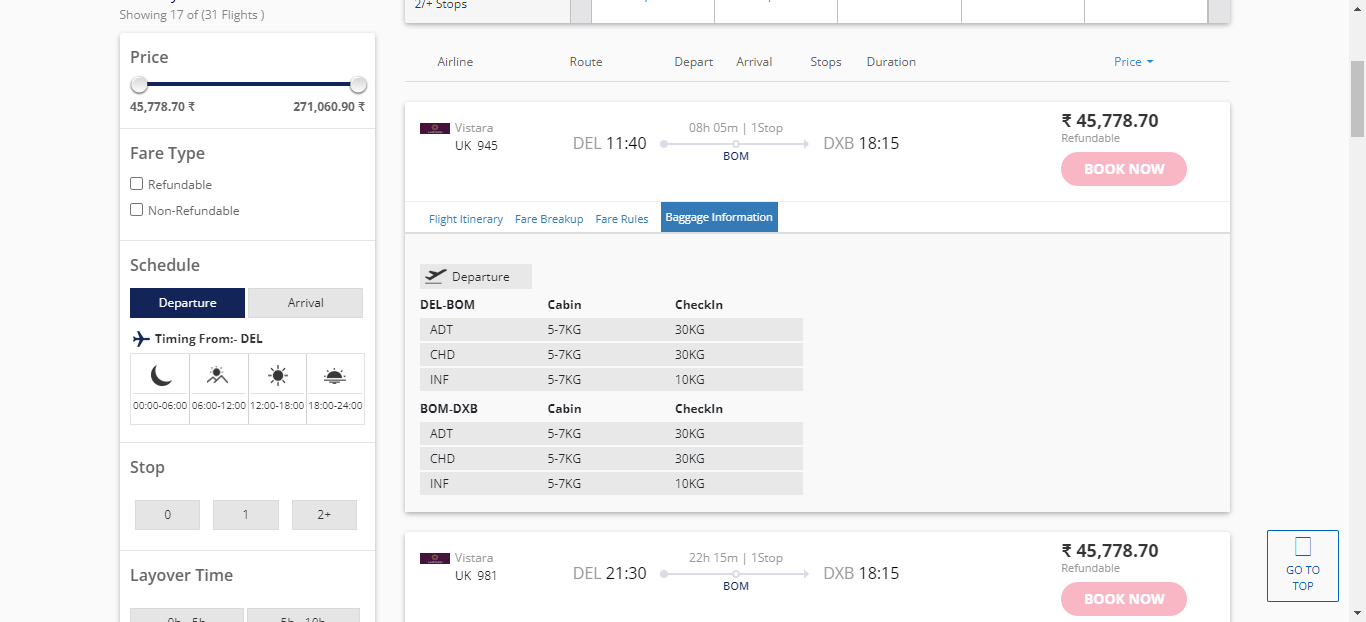 Showing 17 of (31 Flights )
2/+ Stops
Price
45,778.70 ₹ 271,060.90 ₹
Fare Type
Refundable
Non-Refundable
Schedule
Departure Arrival
Timing From:- DEL
00:00-06:00 06:00-12:00 12:00-18:00 18:00-24:00
Stop
0 1 2+
Layover Time
0h - 5h 5h - 10h
Airline Route Depart Arrival Stops Duration Price
Vistara
UK 945
DEL 11:40
08h 05m | 1Stop
BOM
DXB 18:15
₹ 45,778.70
Refundable
BOOK NOW
Flight Itinerary Fare Breakup Fare Rules Baggage Information
Departure
DEL-BOM Cabin CheckIn
ADT 5-7KG 30KG
CHD 5-7KG 30KG
INF 5-7KG 10KG
BOM-DXB Cabin CheckIn
ADT 5-7KG 30KG
CHD 5-7KG 30KG
INF 5-7KG 10KG
Vistara
UK 981
DEL 21:30
22h 15m | 1Stop
BOM
DXB 18:15
₹ 45,778.70
Refundable
BOOK NOW
GO TO
TOP